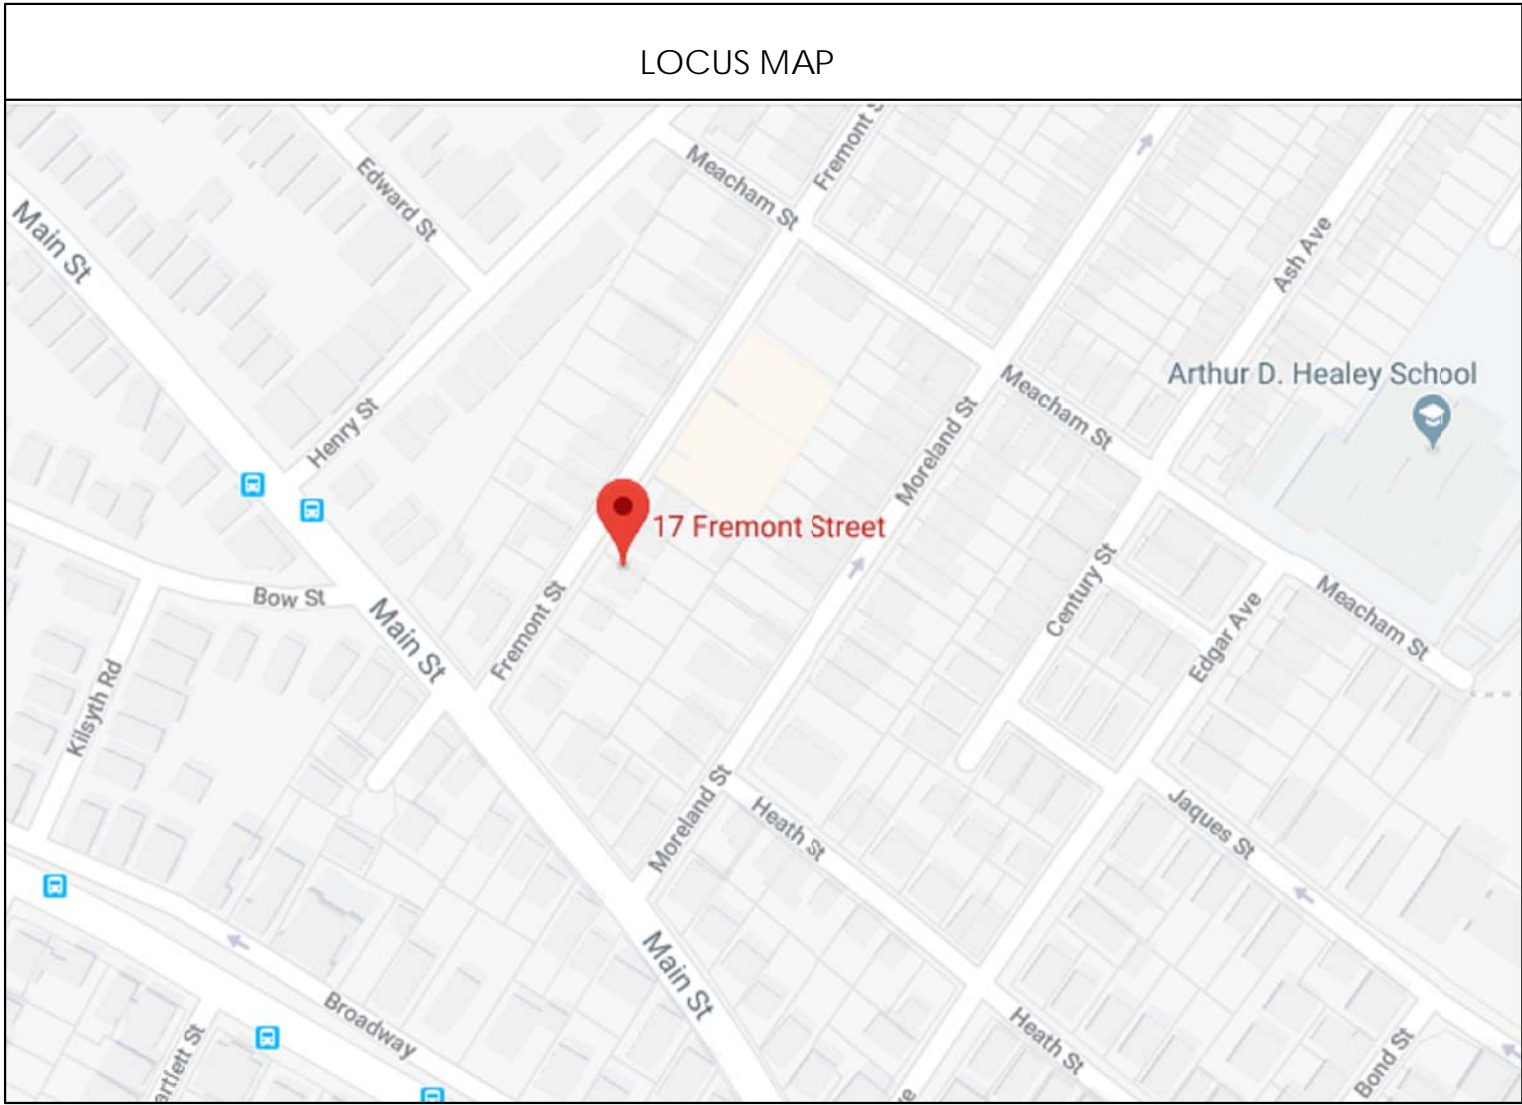 LOCUS MAP
Fremont S
Meacham St
Edward St
Main St
Ash Ave
Arthur D. Healey School
Meacham St
Henry St
Moreland St
17 Fremont Street
Bow St
Century St
Meacham St
Main St
Fremont St
Edgar Ave
Kilsyth Rd
Moreland St
Heath St
Jaques St
Main St
Broadway
artlett St
Heath St
Bond St